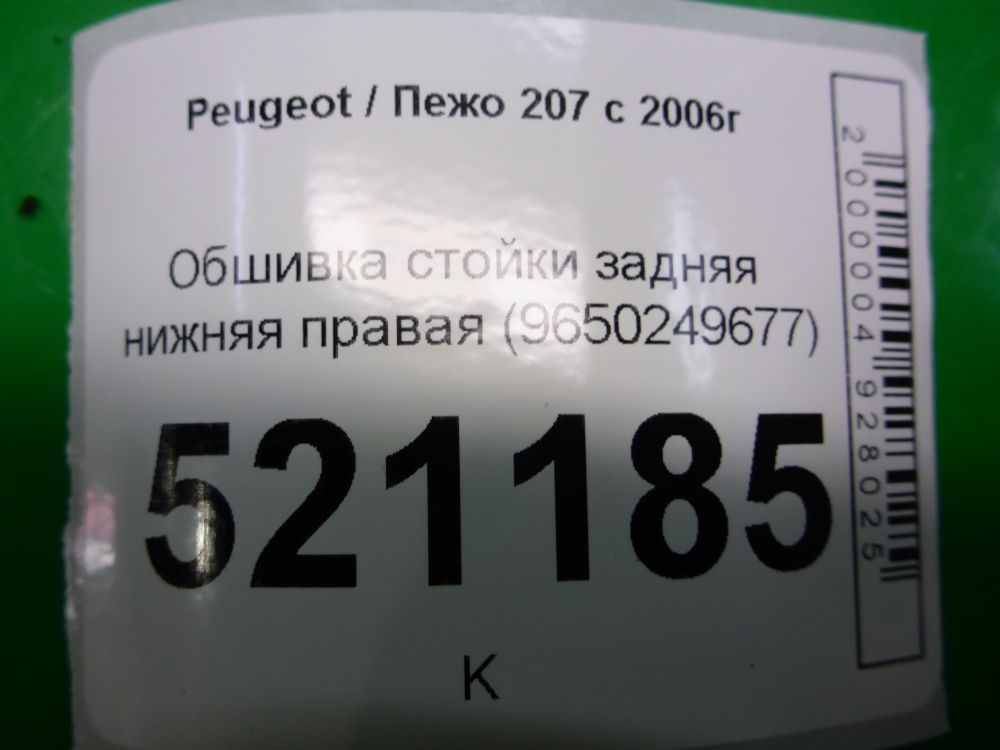 Peugeot / Пежо 207 с 2006г
Обшивка стойки задняя
нижняя правая (9650249677)
521185
К
2000004928025